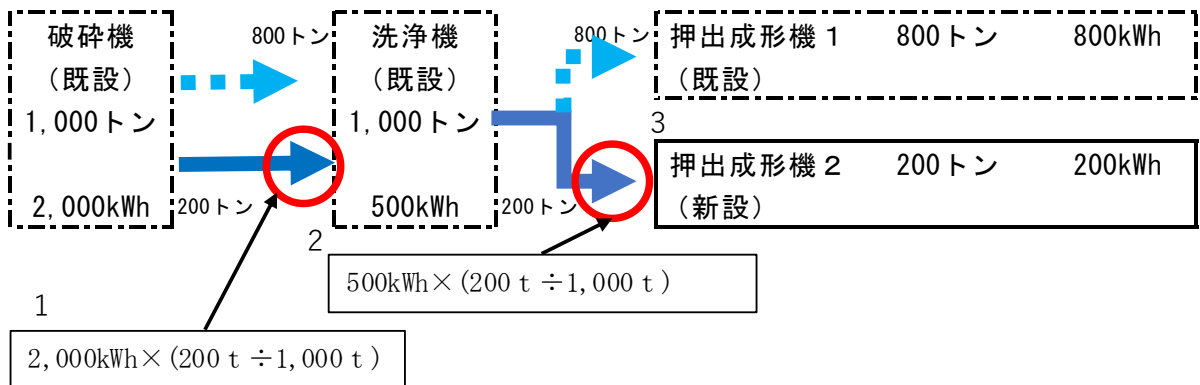 破砕機
（既設）
1,000トン
2,000kWh
800トン
200トン
洗浄機
（既設）
1,000トン
500kWh
800トン
200トン
押出成形機１ 800トン 800kWh
（既設）
3
押出成形機２ 200トン 200kWh
（新設）
2
500kWh×(200ｔ÷1,000ｔ)
1
2,000kWh×(200ｔ÷1,000ｔ)